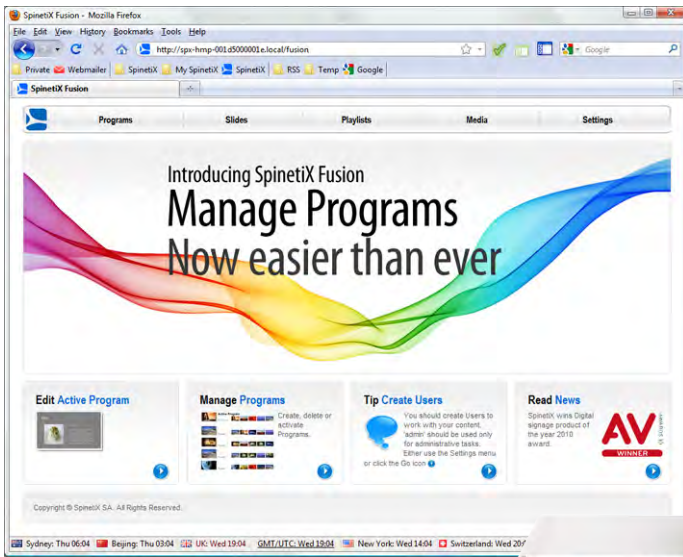 SpinetiX Fusion - Mozilla Firefox
File Edit View History Bookmarks Tools Help
http://spx-hmp-001d5000001e.local/fusion
Google
Private Webmailer SpinetiX My SpinetiX SpinetiX RSS Temp Google
SpinetiX Fusion
Programs Slides Playlists Media Settings
Introducing SpinetiX Fusion
Manage Programs
Now easier than ever
Edit Active Program
Manage Programs
Create, delete or
activate
Programs.
Tip Create Users
You should create Users to
work with your content.
'admin' should be used only
for administrative tasks.
Either use the Settings menu
or click the Go icon
Read News
SpinetiX wins Digital
signage product of
the year 2010
award.
AV
WINNER
Copyright © SpinetiX SA. All Rights Reserved.
Sydney: Thu 06:04 Beijing: Thu 03:04 UK: Wed 19:04 GMT/UTC: Wed 19:04 New York: Wed 14:04 Switzerland: Wed